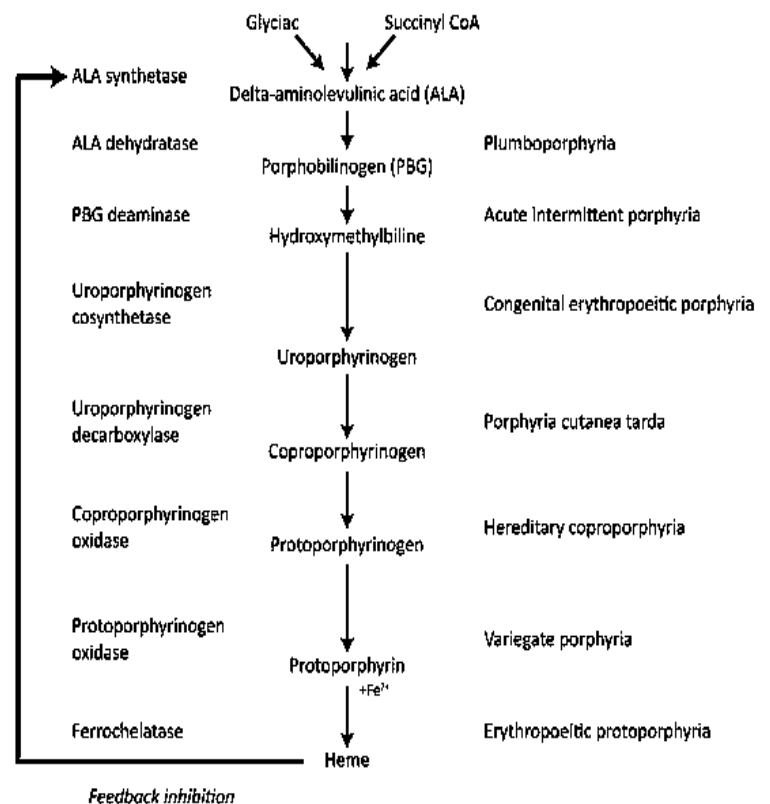 Glyciac Succinyl CoA
ALA synthetase
Delta-aminolevulinic acid (ALA)
ALA dehydratase Plumboporphyria
Porphobilinogen (PBG)
PBG deaminase Acute intermittent porphyria
Hydroxymethylbiline
Uroporphyrinogen
cosynthetase Congenital erythropoeitic porphyria
Uroporphyrinogen
Uroporphyrinogen
decarboxylase Porphyria cutanea tarda
Coproporphyrinogen
Coproporphyrinogen
oxidase Hereditary coproporphyria
Protoporphyrinogen
Protoporphyrinogen
oxidase Variegate porphyria
Protoporphyrin
+Fe²⁺
Ferrochelatase Erythropoeitic protoporphyria
Heme
Feedback inhibition